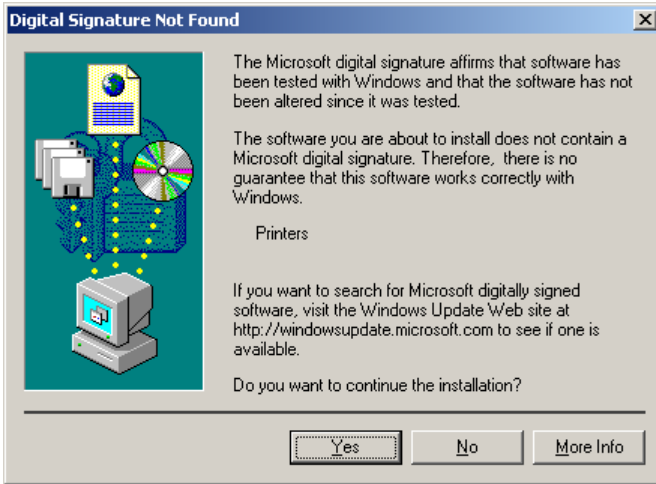 Digital Signature Not Found
The Microsoft digital signature affirms that software has
been tested with Windows and that the software has not
been altered since it was tested.
The software you are about to install does not contain a
Microsoft digital signature. Therefore,  there is no
guarantee that this software works correctly with
Windows.
Printers
If you want to search for Microsoft digitally signed
software, visit the Windows Update Web site at
http://windowsupdate.microsoft.com to see if one is
available.
Do you want to continue the installation?
Yes
No
More Info